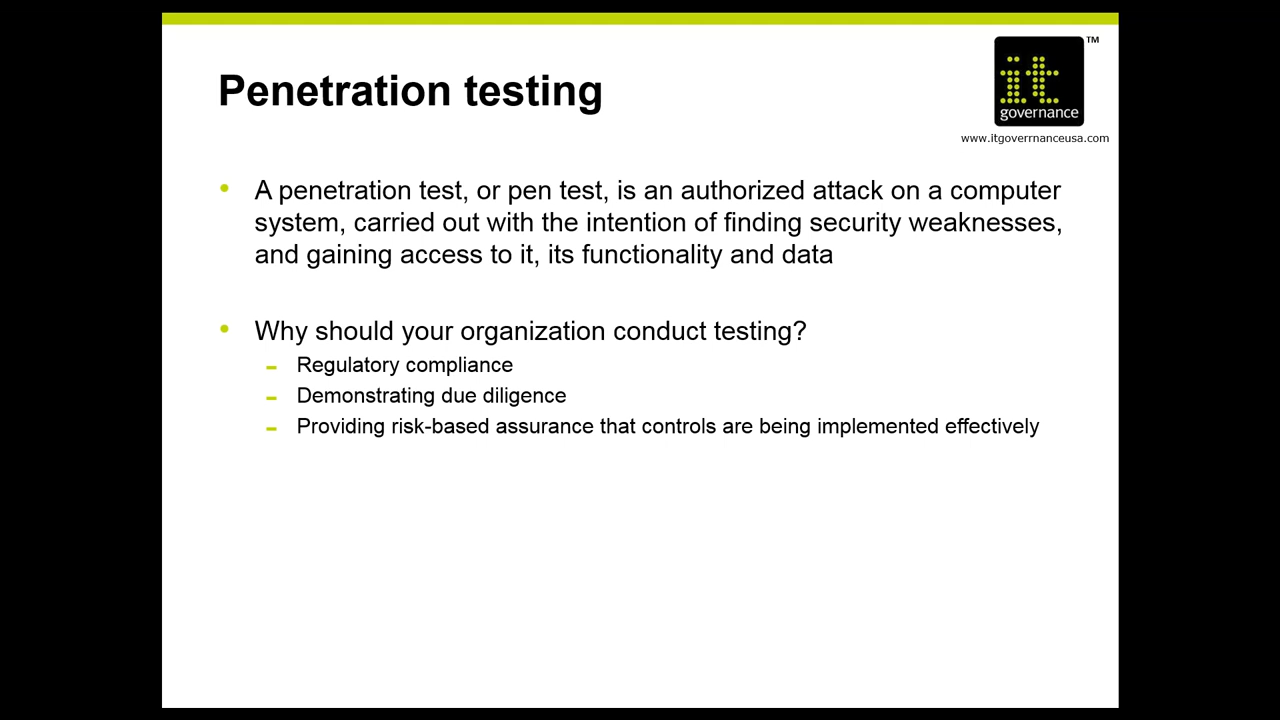 Penetration testing
it
governance
TM
www.itgoverrnanceusa.com
• A penetration test, or pen test, is an authorized attack on a computer
system, carried out with the intention of finding security weaknesses,
and gaining access to it, its functionality and data
• Why should your organization conduct testing?
– Regulatory compliance
– Demonstrating due diligence
– Providing risk-based assurance that controls are being implemented effectively